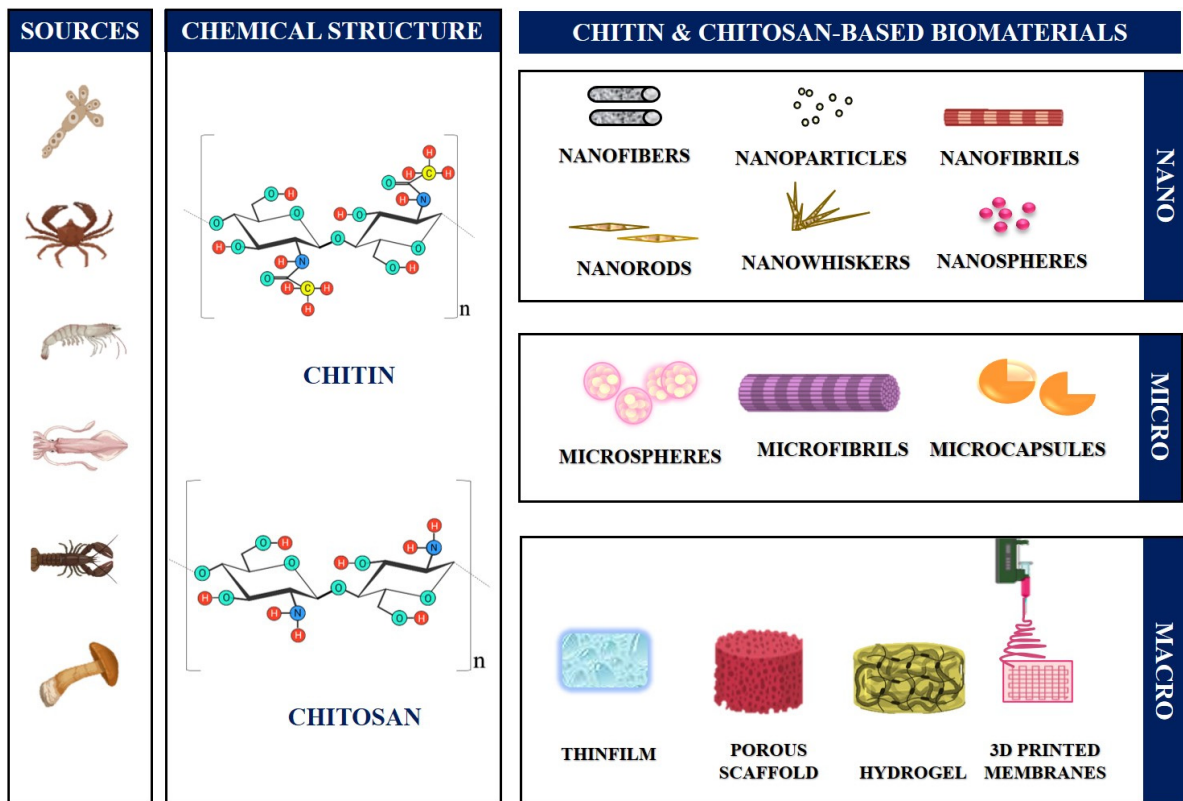 SOURCES
CHEMICAL STRUCTURE
CHITIN & CHITOSAN-BASED BIOMATERIALS
H
H C H
O
O H
H N
O
O
H O
O
O
H O
H N
O
O H
H C H
H
n
CHITIN
H
O H
H O
N H
O
O
O
O
H O
H N
O H
H
n
CHITOSAN
NANOFIBERS
NANOPARTICLES
NANOFIBRILS
NANORODS
NANOWHISKERS
NANOSPHERES
NANO
MICROSPHERES
MICROFIBRILS
MICROCAPSULES
MICRO
THINFILM
POROUS
SCAFFOLD
HYDROGEL
3D PRINTED
MEMBRANES
MACRO